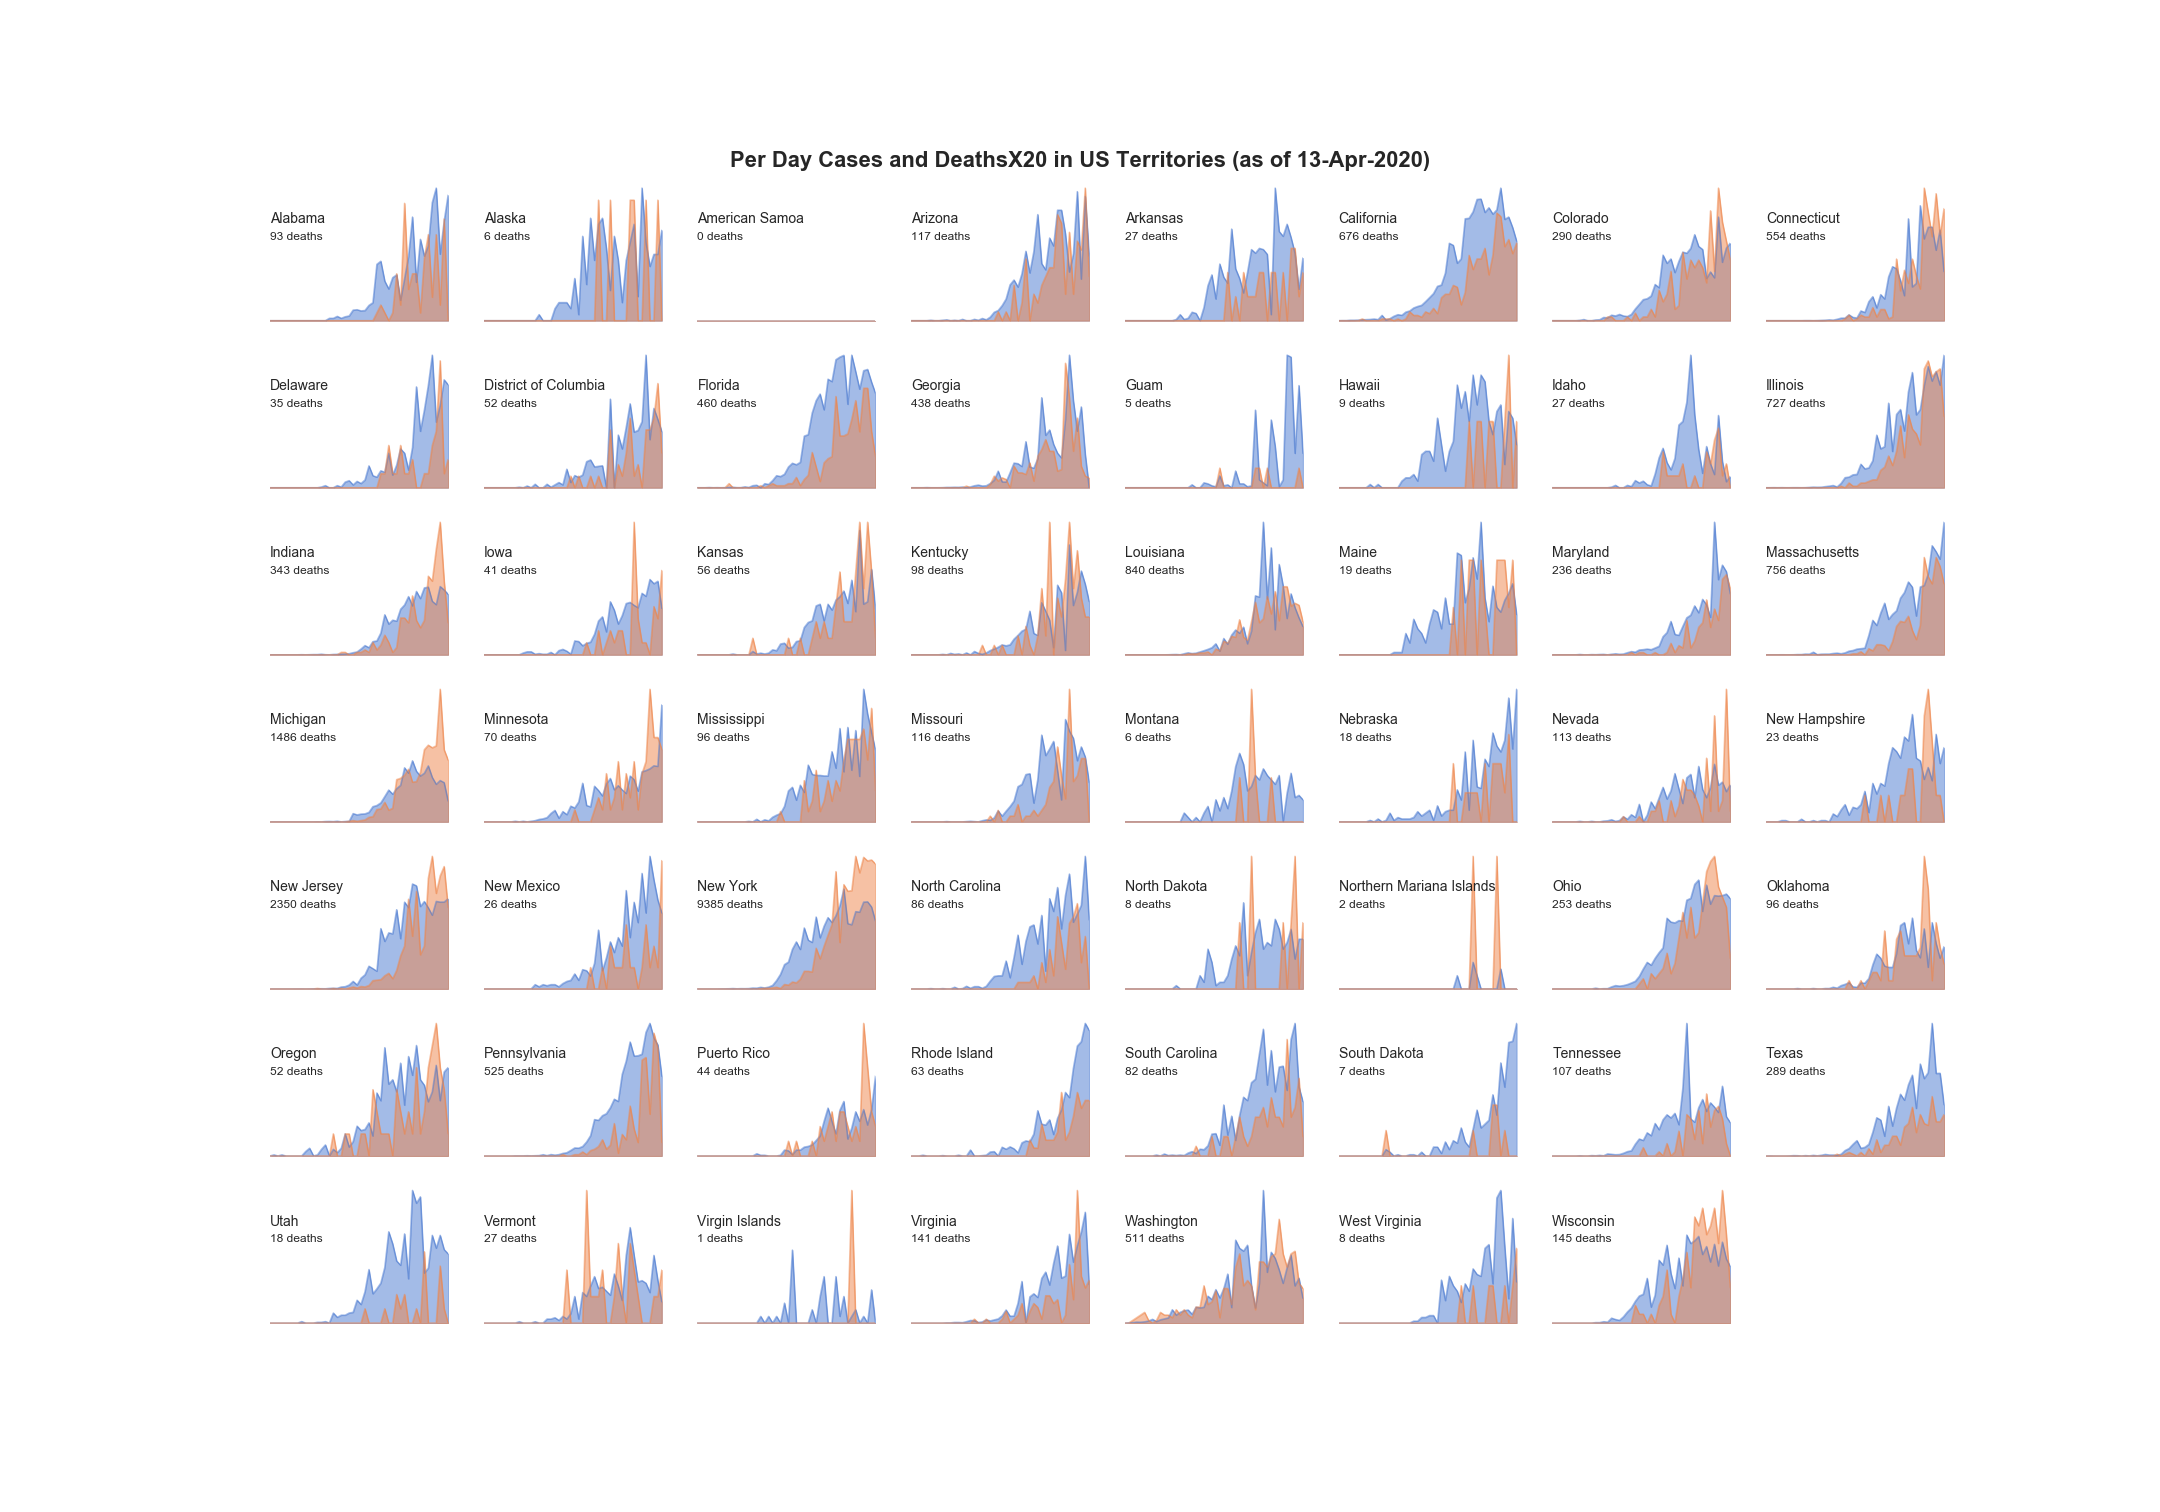 Per Day Cases and DeathsX20 in US Territories (as of 13-Apr-2020)
Alabama
93 deaths
Alaska
6 deaths
American Samoa
0 deaths
Arizona
117 deaths
Arkansas
27 deaths
California
676 deaths
Colorado
290 deaths
Connecticut
554 deaths
Delaware
35 deaths
District of Columbia
52 deaths
Florida
460 deaths
Georgia
438 deaths
Guam
5 deaths
Hawaii
9 deaths
Idaho
27 deaths
Illinois
727 deaths
Indiana
343 deaths
Iowa
41 deaths
Kansas
56 deaths
Kentucky
98 deaths
Louisiana
840 deaths
Maine
19 deaths
Maryland
236 deaths
Massachusetts
756 deaths
Michigan
1486 deaths
Minnesota
70 deaths
Mississippi
96 deaths
Missouri
116 deaths
Montana
6 deaths
Nebraska
18 deaths
Nevada
113 deaths
New Hampshire
23 deaths
New Jersey
2350 deaths
New Mexico
26 deaths
New York
9385 deaths
North Carolina
86 deaths
North Dakota
8 deaths
Northern Mariana Islands
2 deaths
Ohio
253 deaths
Oklahoma
96 deaths
Oregon
52 deaths
Pennsylvania
525 deaths
Puerto Rico
44 deaths
Rhode Island
63 deaths
South Carolina
82 deaths
South Dakota
7 deaths
Tennessee
107 deaths
Texas
289 deaths
Utah
18 deaths
Vermont
27 deaths
Virgin Islands
1 deaths
Virginia
141 deaths
Washington
511 deaths
West Virginia
8 deaths
Wisconsin
145 deaths